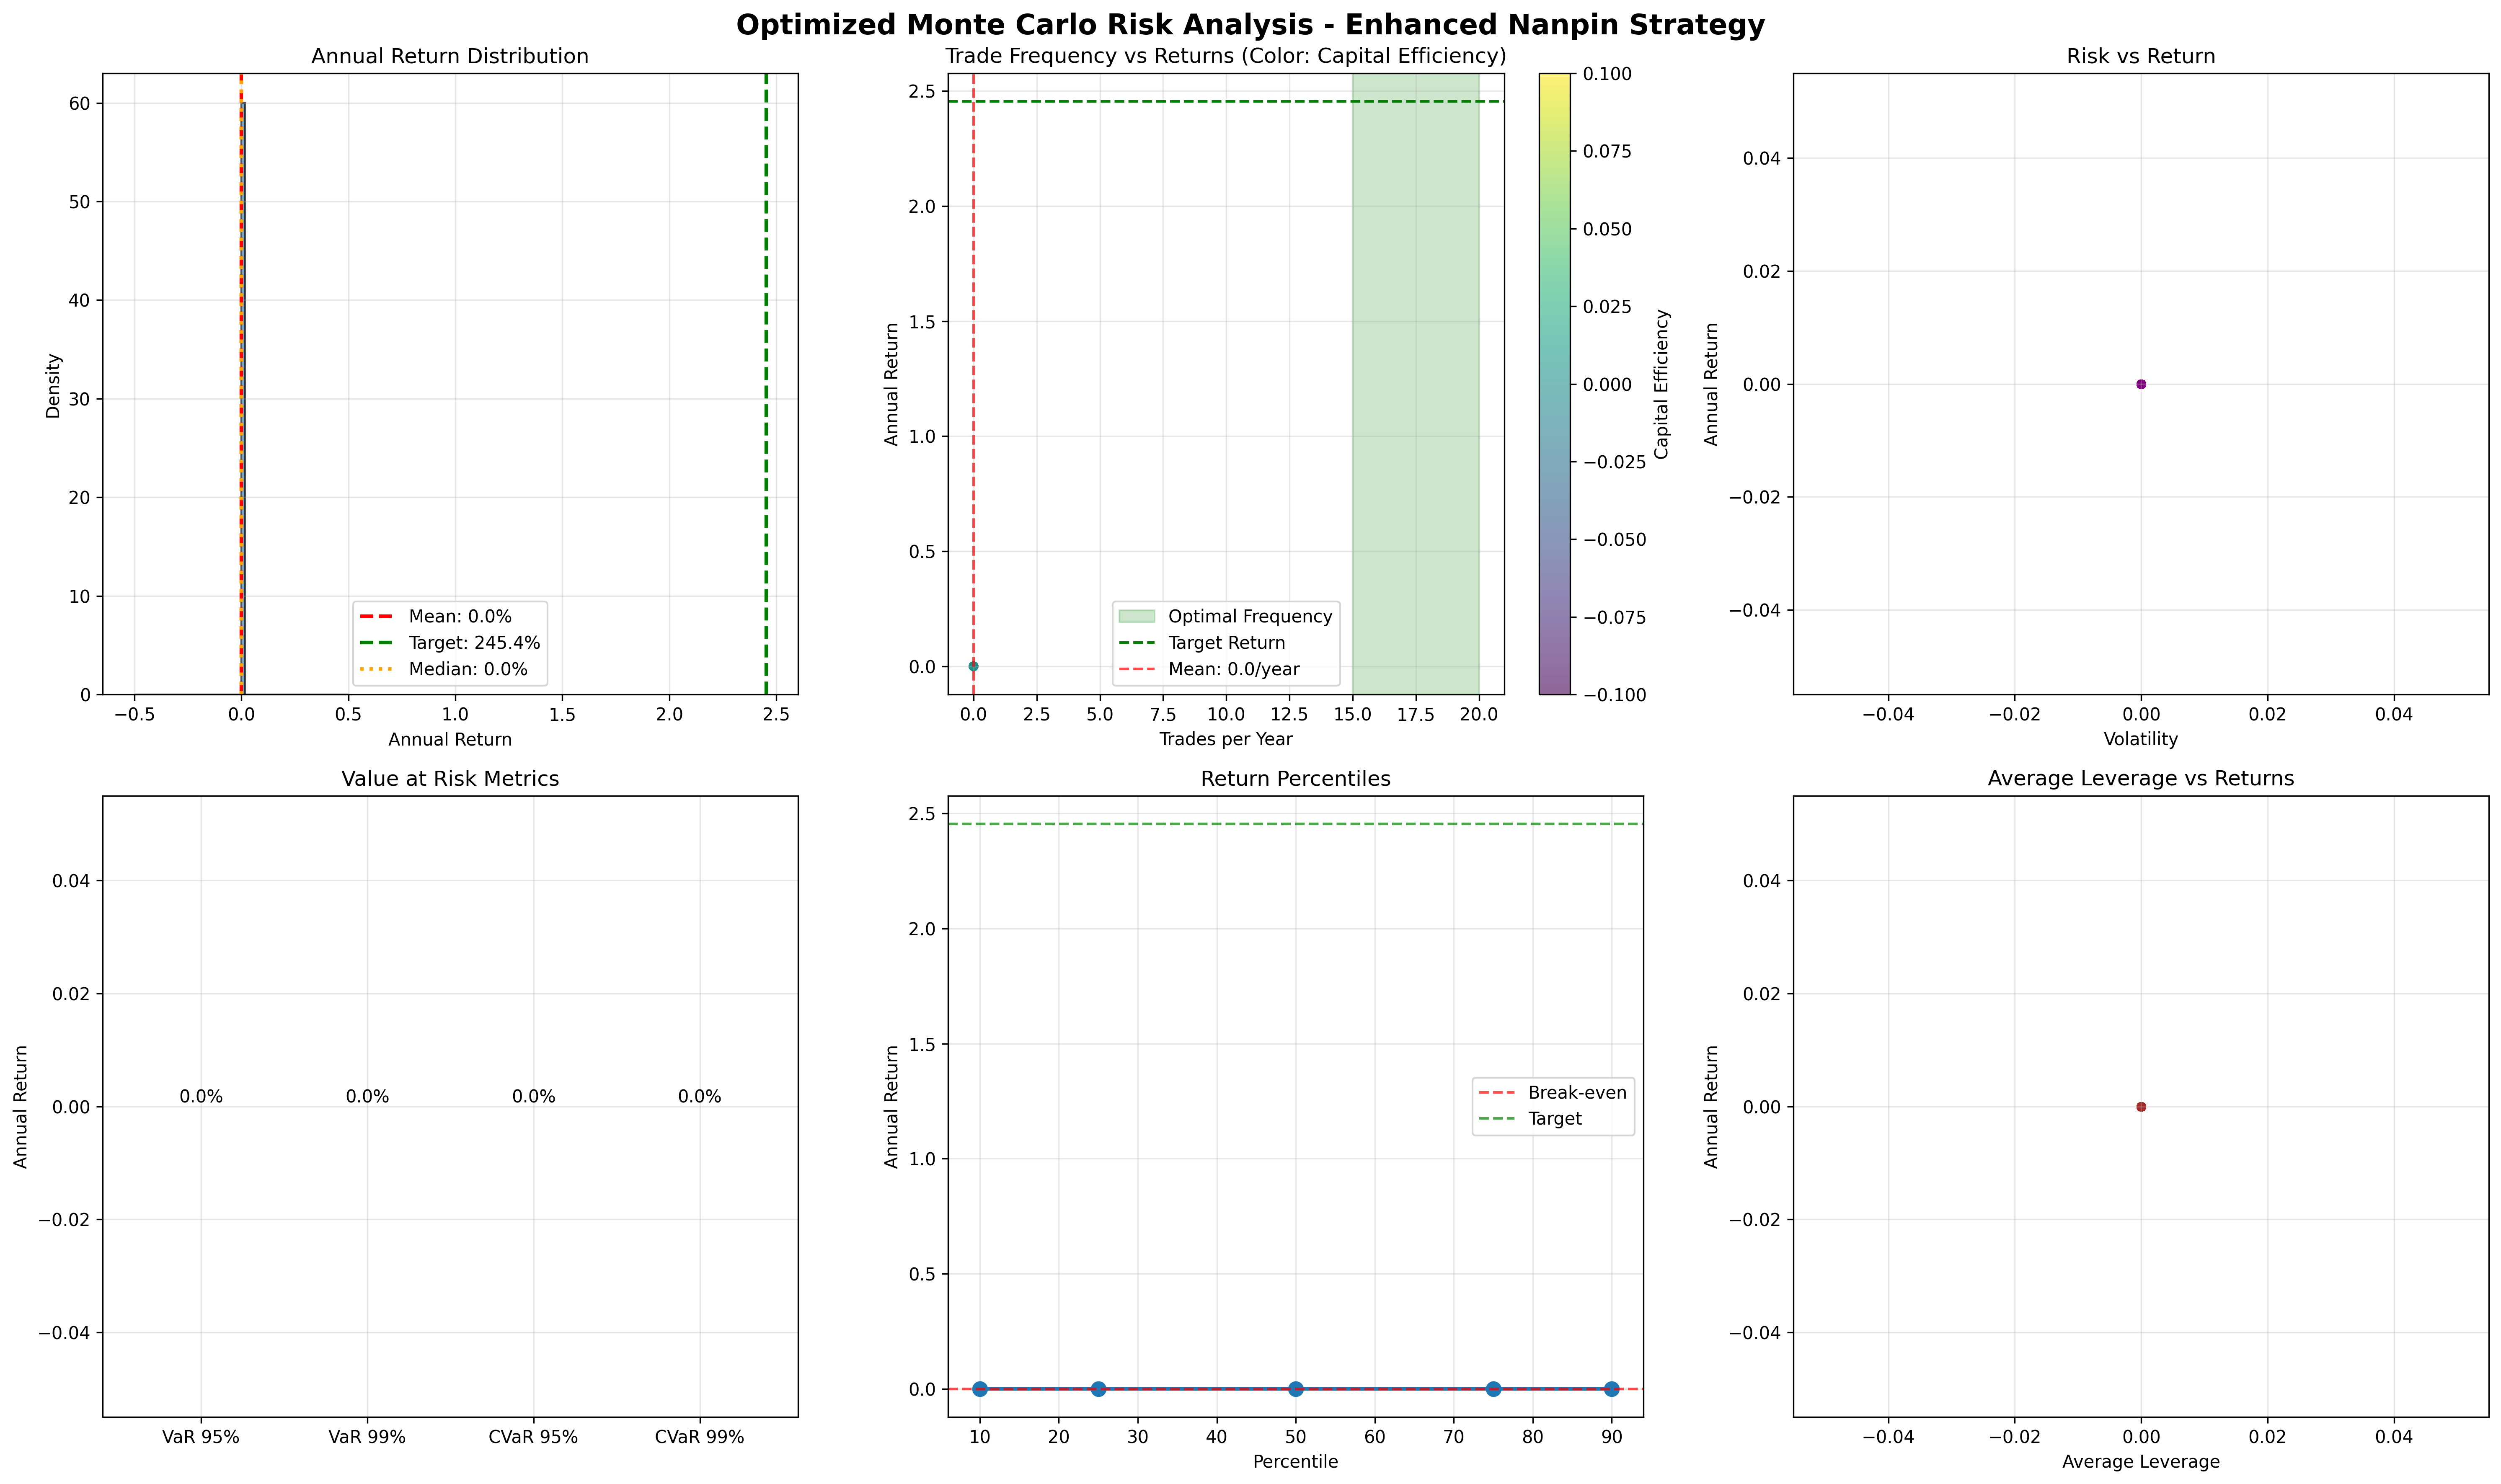 Optimized Monte Carlo Risk Analysis - Enhanced Nanpin Strategy
Annual Return Distribution
Density
60
50
40
30
20
10
0
−0.5 0.0 0.5 1.0 1.5 2.0 2.5
Annual Return
Mean: 0.0%
Target: 245.4%
Median: 0.0%
Trade Frequency vs Returns (Color: Capital Efficiency)
Annual Return
2.5
2.0
1.5
1.0
0.5
0.0
0.0 2.5 5.0 7.5 10.0 12.5 15.0 17.5 20.0
Trades per Year
Optimal Frequency
Target Return
Mean: 0.0/year
0.100
0.075
0.050
0.025
0.000
−0.025
−0.050
−0.075
−0.100
Capital Efficiency
Risk vs Return
Annual Return
0.04
0.02
0.00
−0.02
−0.04
−0.04 −0.02 0.00 0.02 0.04
Volatility
Value at Risk Metrics
Annual Return
0.04
0.02
0.00
−0.02
−0.04
0.0% 0.0% 0.0% 0.0%
VaR 95% VaR 99% CVaR 95% CVaR 99%
Return Percentiles
Annual Return
2.5
2.0
1.5
1.0
0.5
0.0
Break-even
Target
10 20 30 40 50 60 70 80 90
Percentile
Average Leverage vs Returns
Annual Return
0.04
0.02
0.00
−0.02
−0.04
−0.04 −0.02 0.00 0.02 0.04
Average Leverage